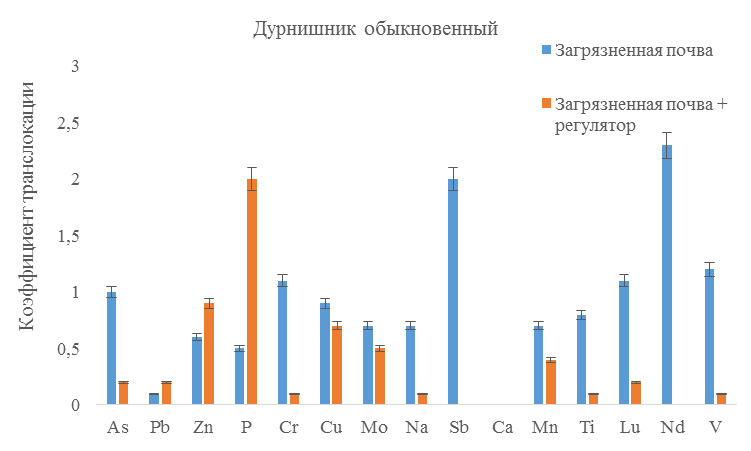 Дурнишник обыкновенный
Загрязненная почва
Загрязненная почва +
регулятор
Коэффициент транслокации
3
2,5
2
1,5
1
0,5
0
As Pb Zn P Cr Cu Mo Na Sb Ca Mn Ti Lu Nd V